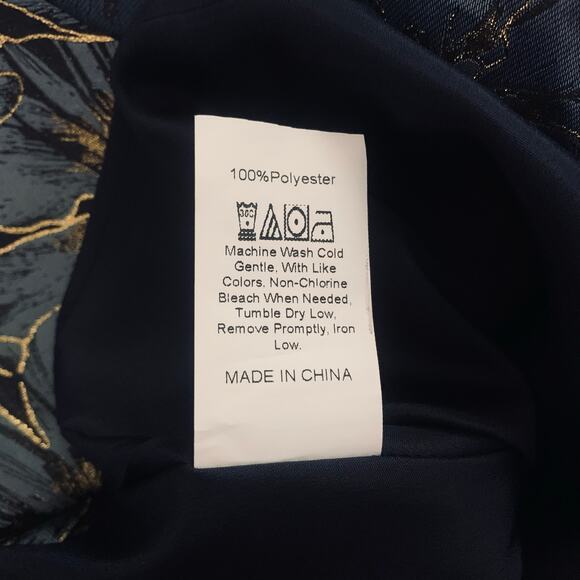 100%Polyester
30C
Machine Wash Cold
Gentle, With Like
Colors, Non-Chlorine
Bleach When Needed,
Tumble Dry Low,
Remove Promptly, Iron
Low.
MADE IN CHINA